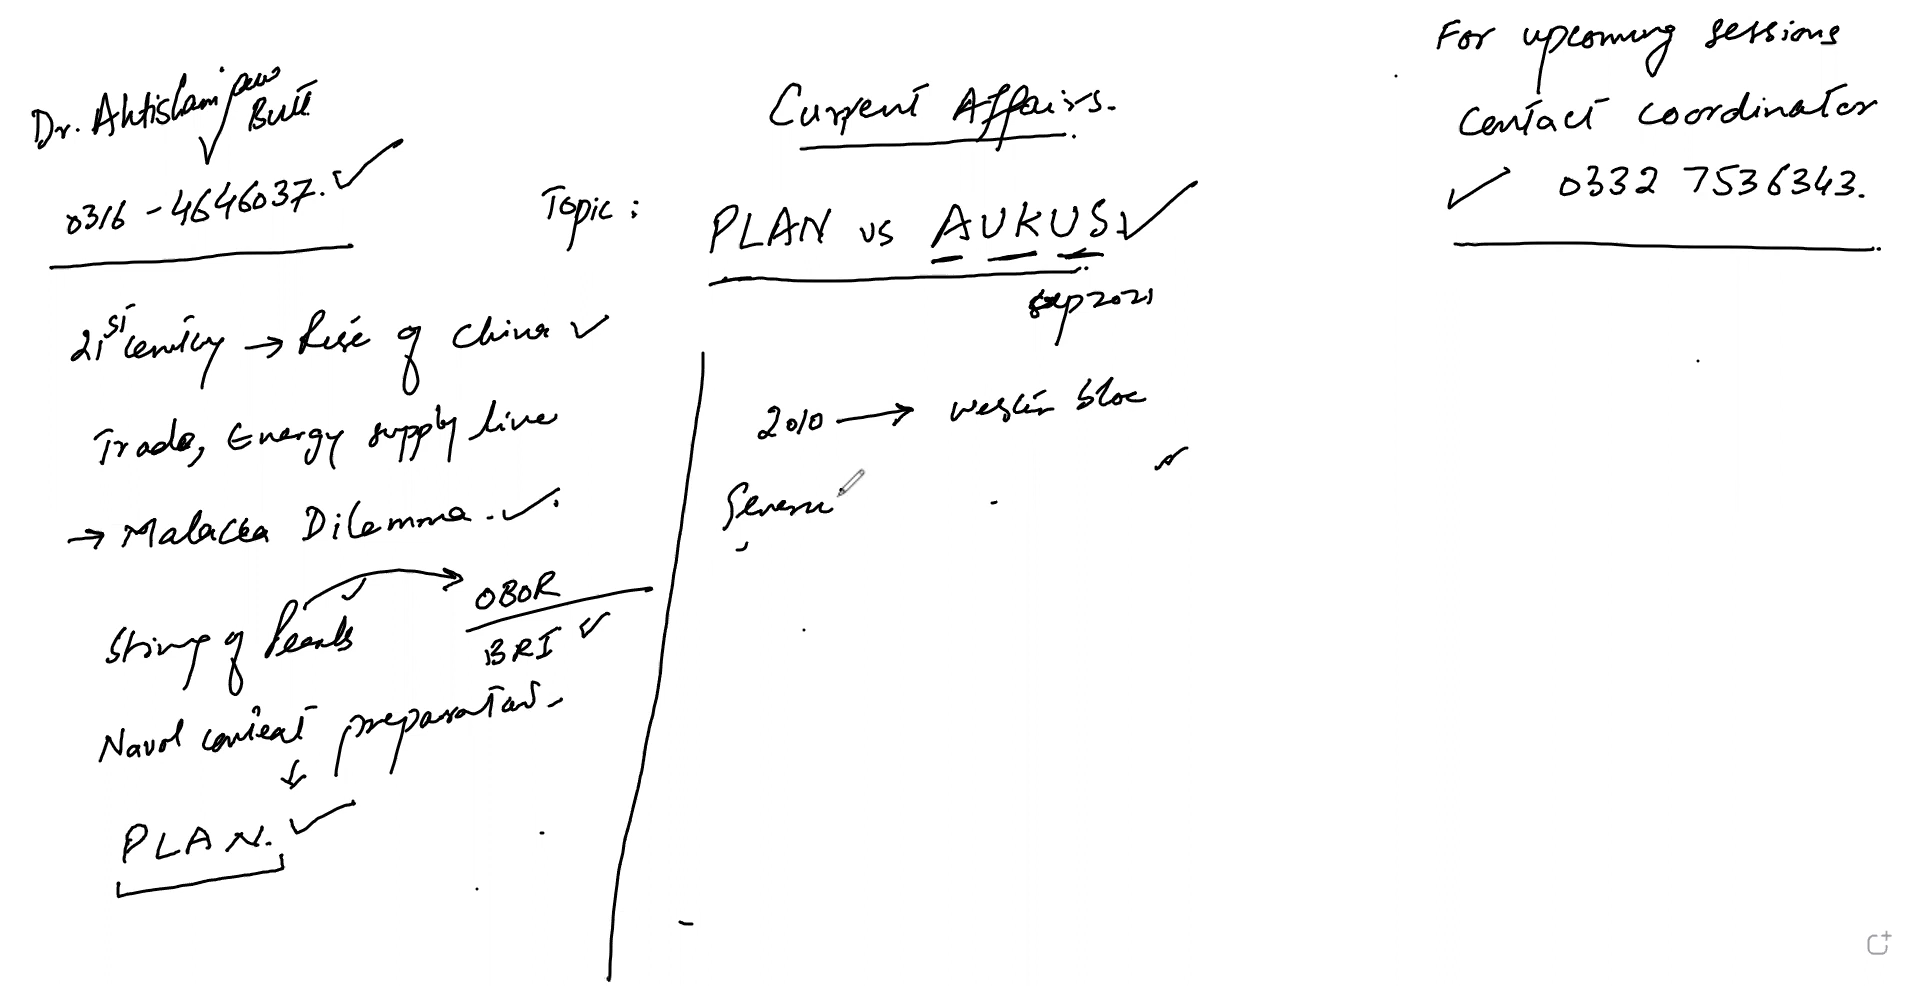 Dr. Ahtisham Jan Butt
0316 - 4646037.
Current Affairs.
Topic :
PLAN vs AUKUS
Sep 2021
For upcoming sessions
Contact coordinator
0332 7536343.
21st century → Rise of China
Trade, Energy supply line
→ Malacca Dilemma.
String of Pearls
OBOR
BRI
Naval contest preparation.
PLAN.
2010 → western bloc